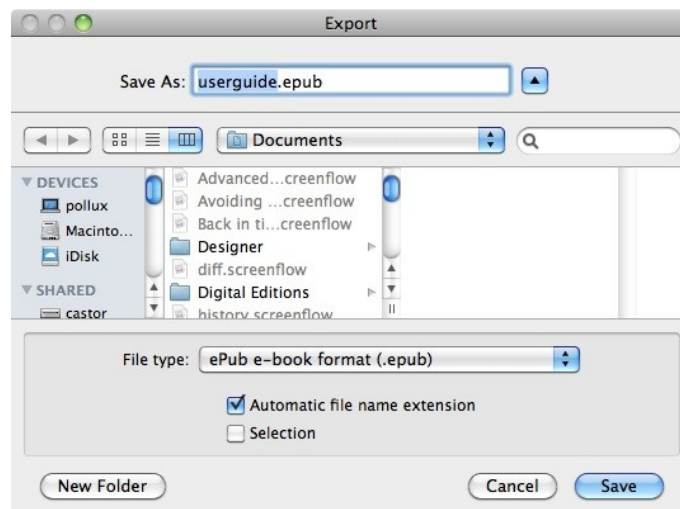 Export
Save As: userguide.epub
Documents
DEVICES
pollux
Macinto...
iDisk
SHARED
castor
Advanced...creenflow
Avoiding ...creenflow
Back in ti...creenflow
Designer
diff.screenflow
Digital Editions
history.screenflow
File type: ePub e-book format (.epub)
Automatic file name extension
Selection
New Folder
Cancel
Save